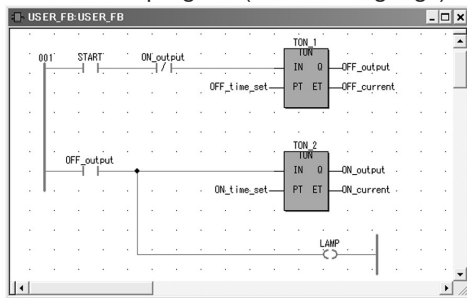 USER_FB:USER_FB
001 START ON_output
TON_1
TON
IN Q OFF_output
OFF_time_set PT ET OFF_current
OFF_output
TON_2
TON
IN Q ON_output
ON_time_set PT ET ON_current
LAMP